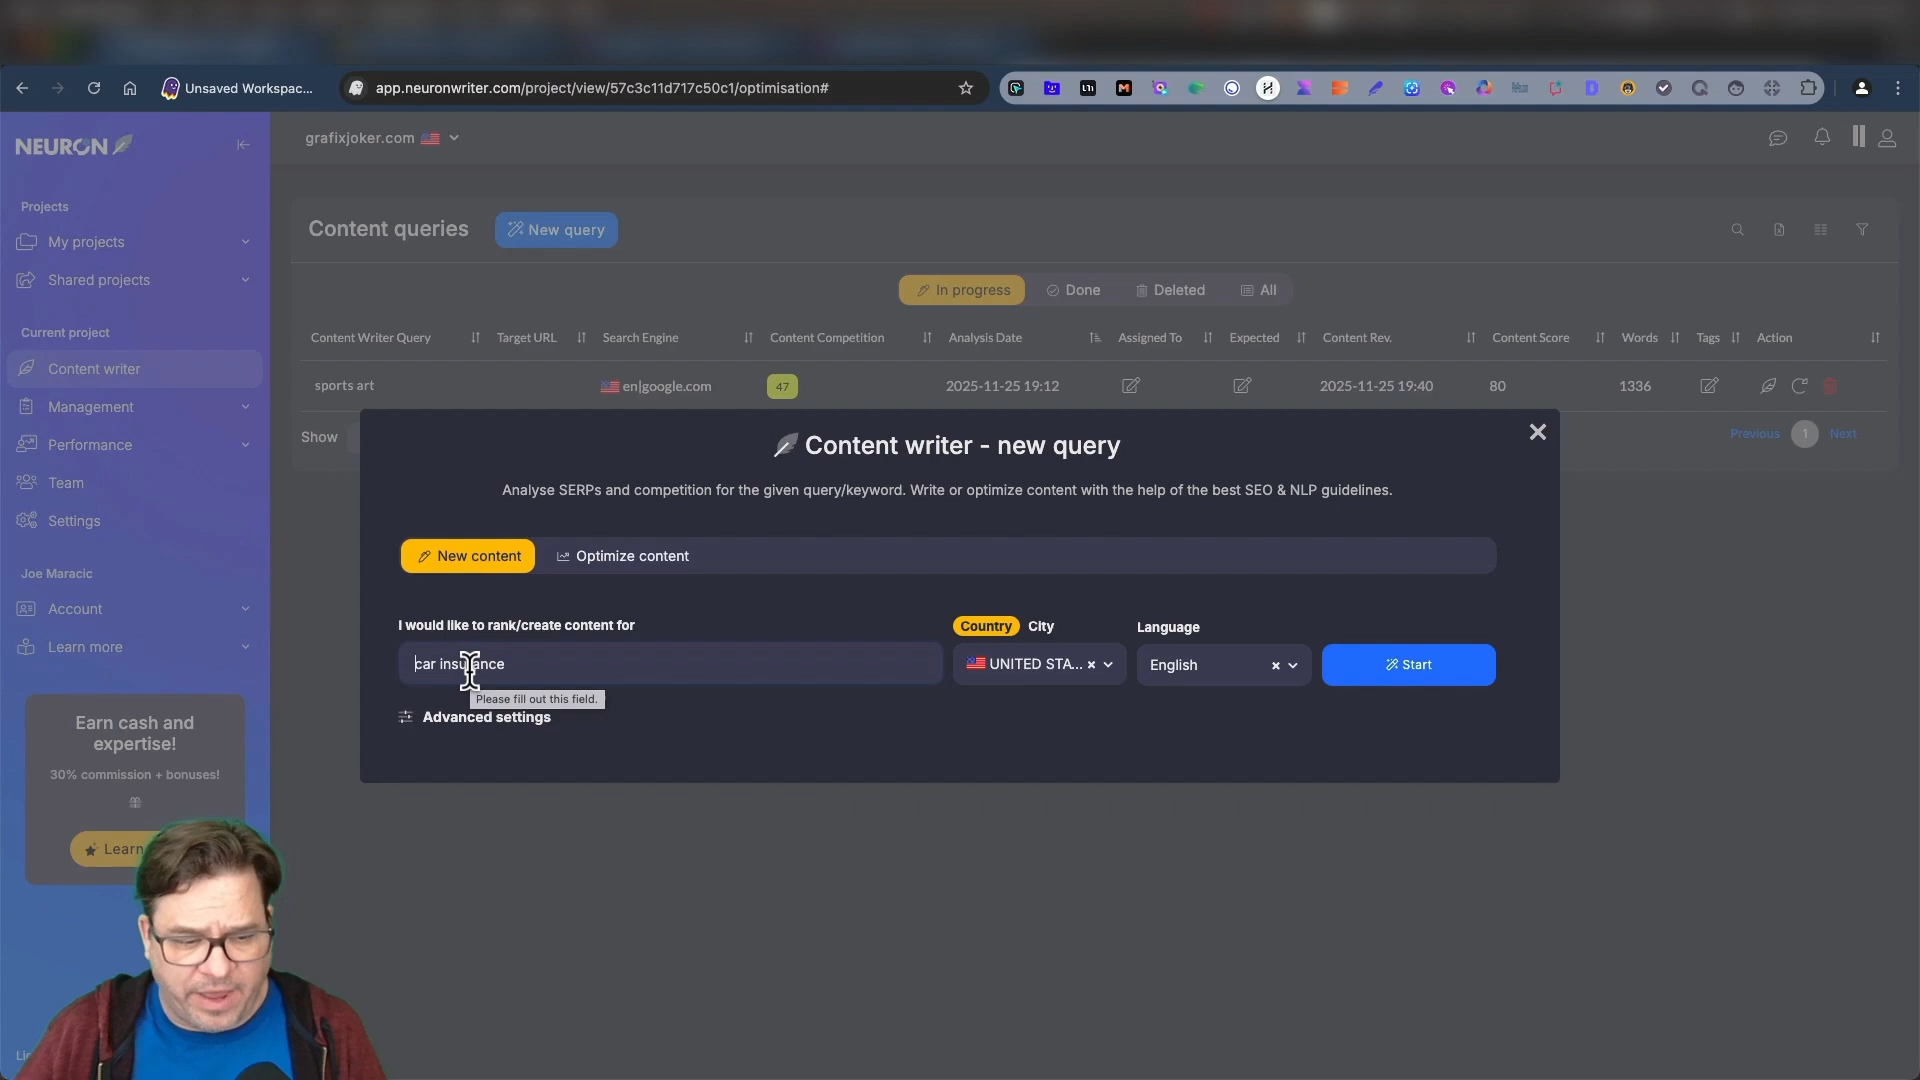 Unsaved Workspac...
app.neuronwriter.com/project/view/57c3c11d717c50c1/optimisation#
NEURON
grafixjoker.com
Projects
My projects
Shared projects
Current project
Content writer
Management
Performance
Team
Settings
Joe Maracic
Account
Learn more
Earn cash and
expertise!
30% commission + bonuses!
Learn
Content queries
New query
In progress
Done
Deleted
All
Content Writer Query
Target URL
Search Engine
Content Competition
Analysis Date
Assigned To
Expected
Content Rev.
Content Score
Words
Tags
Action
sports art
en|google.com
47
2025-11-25 19:12
2025-11-25 19:40
80
1336
Show
Previous
1
Next
Content writer - new query
Analyse SERPs and competition for the given query/keyword. Write or optimize content with the help of the best SEO & NLP guidelines.
New content
Optimize content
I would like to rank/create content for
Country
City
Language
car insurance
UNITED STA...
English
Start
Please fill out this field.
Advanced settings